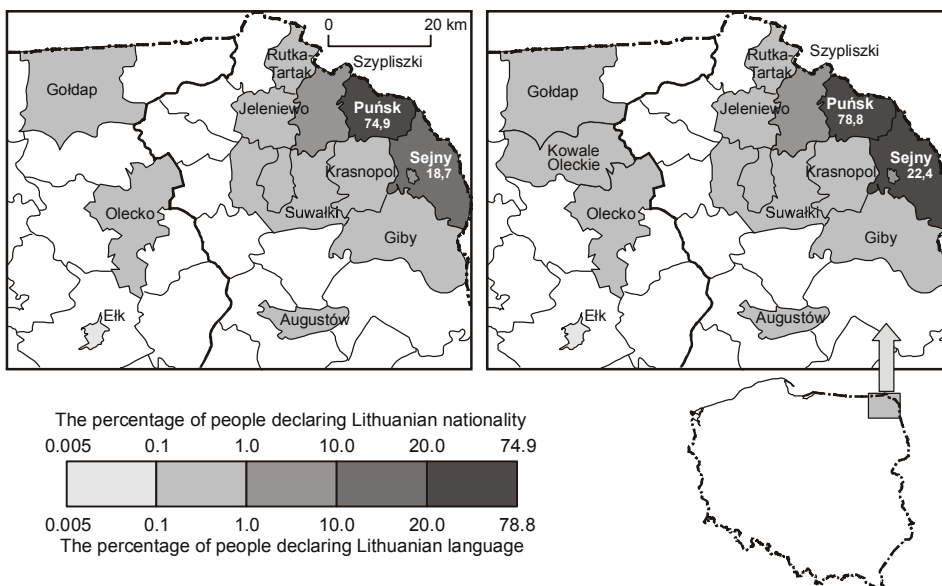 0
20 km
Rutka-
Tartak
Szypliszki
Gołdap
Jeleniewo
Puńsk
74,9
Sejny
18,7
Krasnopol
Olecko
Suwałki
Giby
Ełk
Augustów
Rutka-
Tartak
Szypliszki
Gołdap
Jeleniewo
Puńsk
78,8
Kowale
Oleckie
Sejny
22,4
Krasnopol
Olecko
Suwałki
Giby
Ełk
Augustów
The percentage of people declaring Lithuanian nationality
0.005 0.1 1.0 10.0 20.0 74.9
0.005 0.1 1.0 10.0 20.0 78.8
The percentage of people declaring Lithuanian language